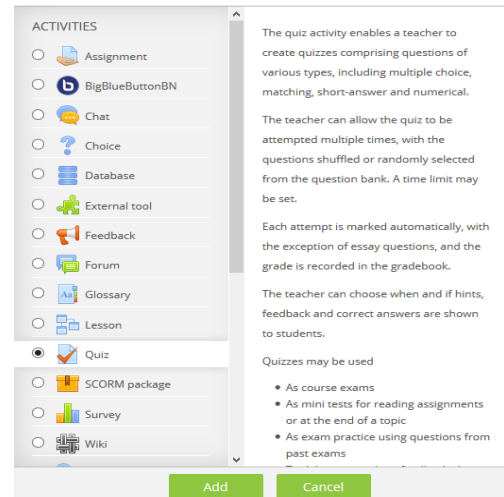 ACTIVITIES
Assignment
BigBlueButtonBN
Chat
Choice
Database
External tool
Feedback
Forum
Glossary
Lesson
Quiz
SCORM package
Survey
Wiki
The quiz activity enables a teacher to
create quizzes comprising questions of
various types, including multiple choice,
matching, short-answer and numerical.
The teacher can allow the quiz to be
attempted multiple times, with the
questions shuffled or randomly selected
from the question bank. A time limit may
be set.
Each attempt is marked automatically, with
the exception of essay questions, and the
grade is recorded in the gradebook.
The teacher can choose when and if hints,
feedback and correct answers are shown
to students.
Quizzes may be used
• As course exams
• As mini tests for reading assignments
or at the end of a topic
• As exam practice using questions from
past exams
Add
Cancel